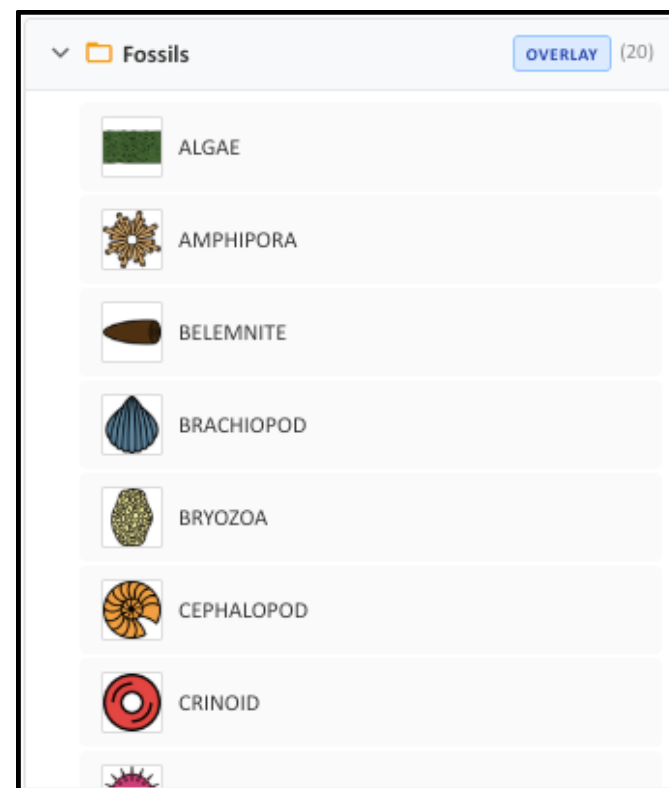 Fossils OVERLAY (20)
ALGAE
AMPHIPORA
BELEMNITE
BRACHIOPOD
BRYOZOA
CEPHALOPOD
CRINOID